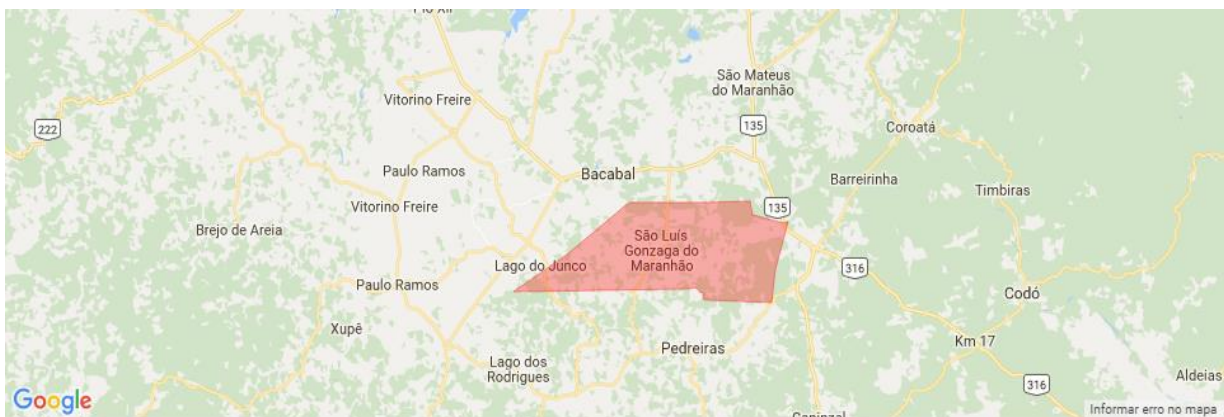 São Mateus
do Maranhão
Vitorino Freire
222
135
Coroatá
Paulo Ramos
Bacabal
Barreirinha
Timbiras
Vitorino Freire
135
Brejo de Areia
São Luís
Gonzaga do
Maranhão
Lago do Junco
316
Paulo Ramos
Codó
Xupê
Km 17
Pedreiras
Lago dos
Rodrigues
Aldeias
316
Google
Informar erro no mapa